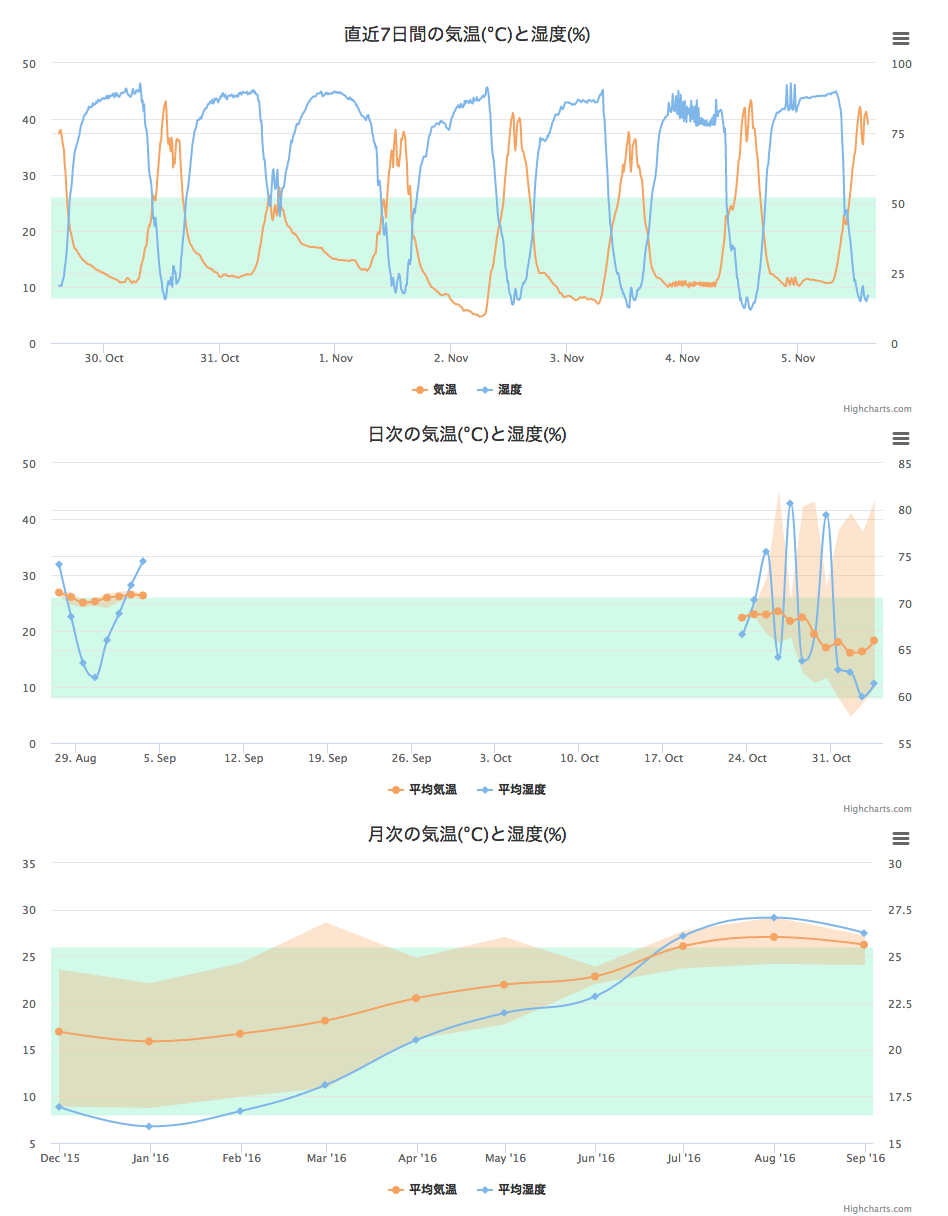 直近7日間の気温(°C)と湿度(%)
50 100
40 75
30
20 50
10 25
0 0
30. Oct 31. Oct 1. Nov 2. Nov 3. Nov 4. Nov 5. Nov
気温 湿度
Highcharts.com
日次の気温(°C)と湿度(%)
50 85
40 80
30 75
20 70
10 65
0 60
55
29. Aug 5. Sep 12. Sep 19. Sep 26. Sep 3. Oct 10. Oct 17. Oct 24. Oct 31. Oct
平均気温 平均湿度
Highcharts.com
月次の気温(°C)と湿度(%)
35 30
30 27.5
25 25
20 22.5
15 20
10 17.5
5 15
Dec '15 Jan '16 Feb '16 Mar '16 Apr '16 May '16 Jun '16 Jul '16 Aug '16 Sep '16
平均気温 平均湿度
Highcharts.com